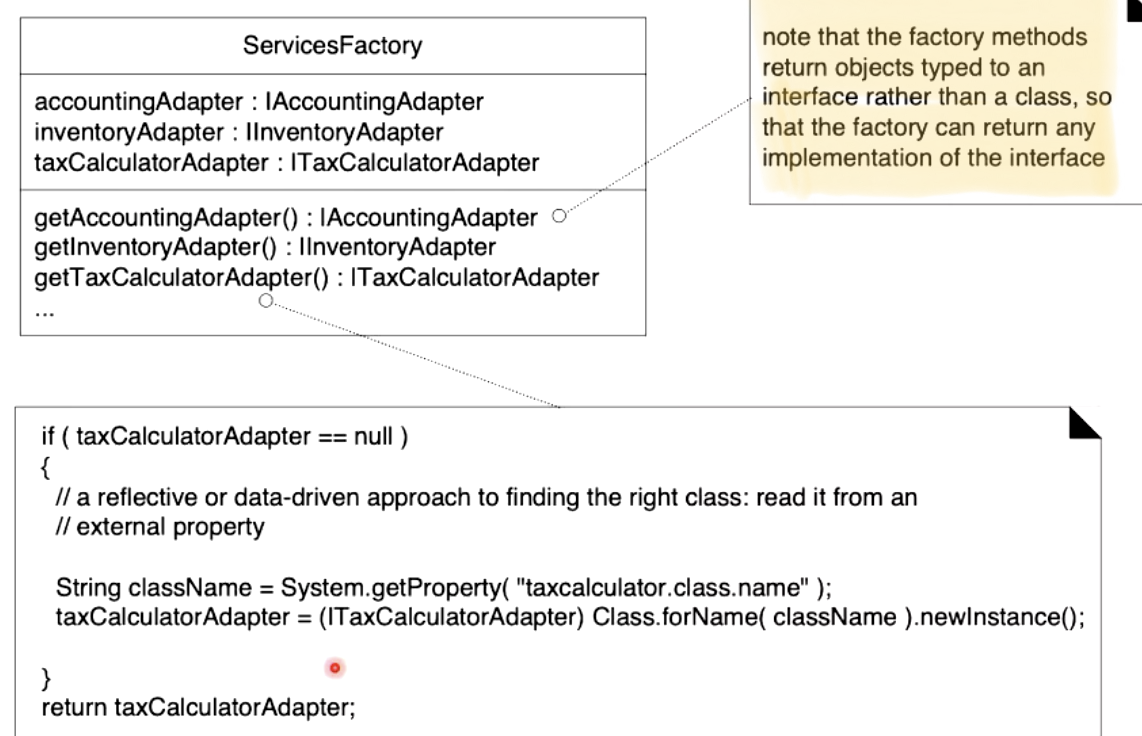 ServicesFactory
accountingAdapter : IAccountingAdapter
inventoryAdapter : IInventoryAdapter
taxCalculatorAdapter : ITaxCalculatorAdapter
getAccountingAdapter() : IAccountingAdapter
getInventoryAdapter() : IInventoryAdapter
getTaxCalculatorAdapter() : ITaxCalculatorAdapter
...
note that the factory methods
return objects typed to an
interface rather than a class, so
that the factory can return any
implementation of the interface
if ( taxCalculatorAdapter == null )
{
// a reflective or data-driven approach to finding the right class: read it from an
// external property
String className = System.getProperty( "taxcalculator.class.name" );
taxCalculatorAdapter = (ITaxCalculatorAdapter) Class.forName( className ).newInstance();
}
return taxCalculatorAdapter;